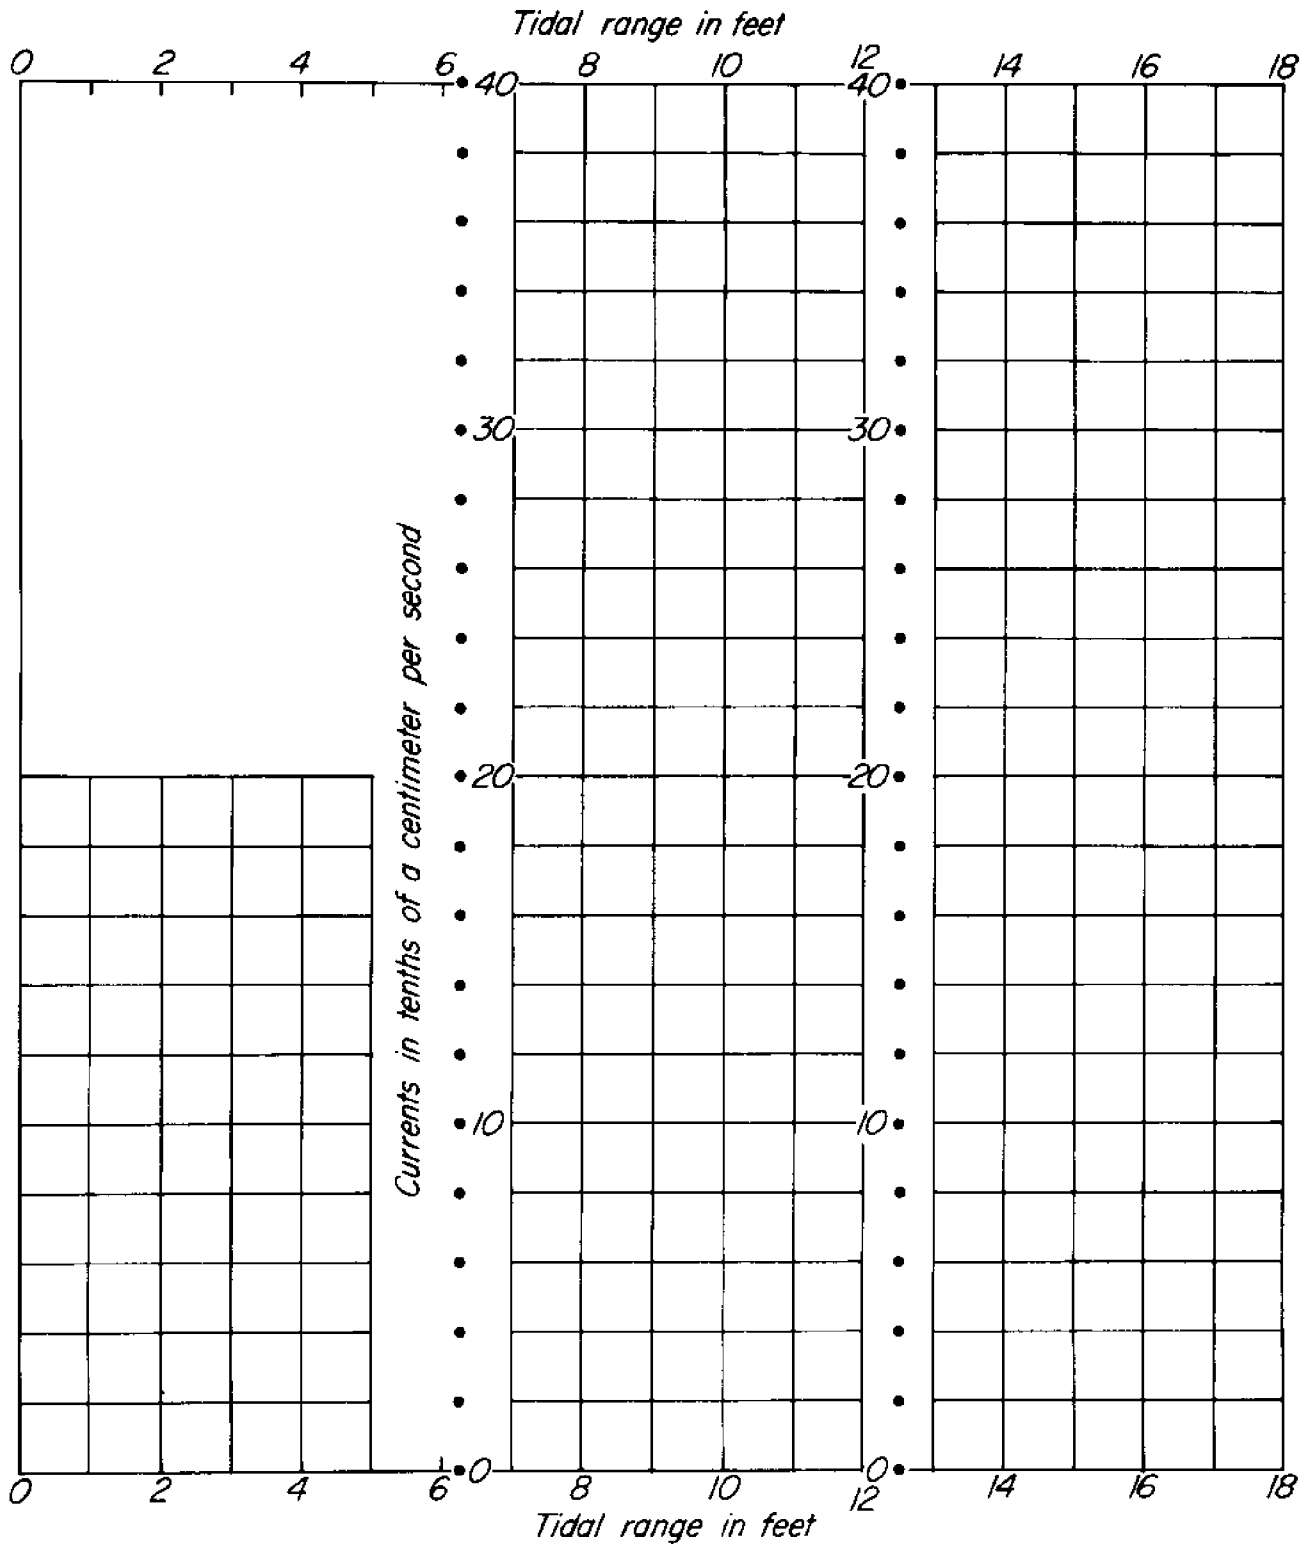 Tidal range in feet
0 2 4 6 8 10 12 14 16 18
40 40
30 30
Currents in tenths of a centimeter per second
20 20
10 10
0 0
0 2 4 6 8 10 12 14 16 18
Tidal range in feet